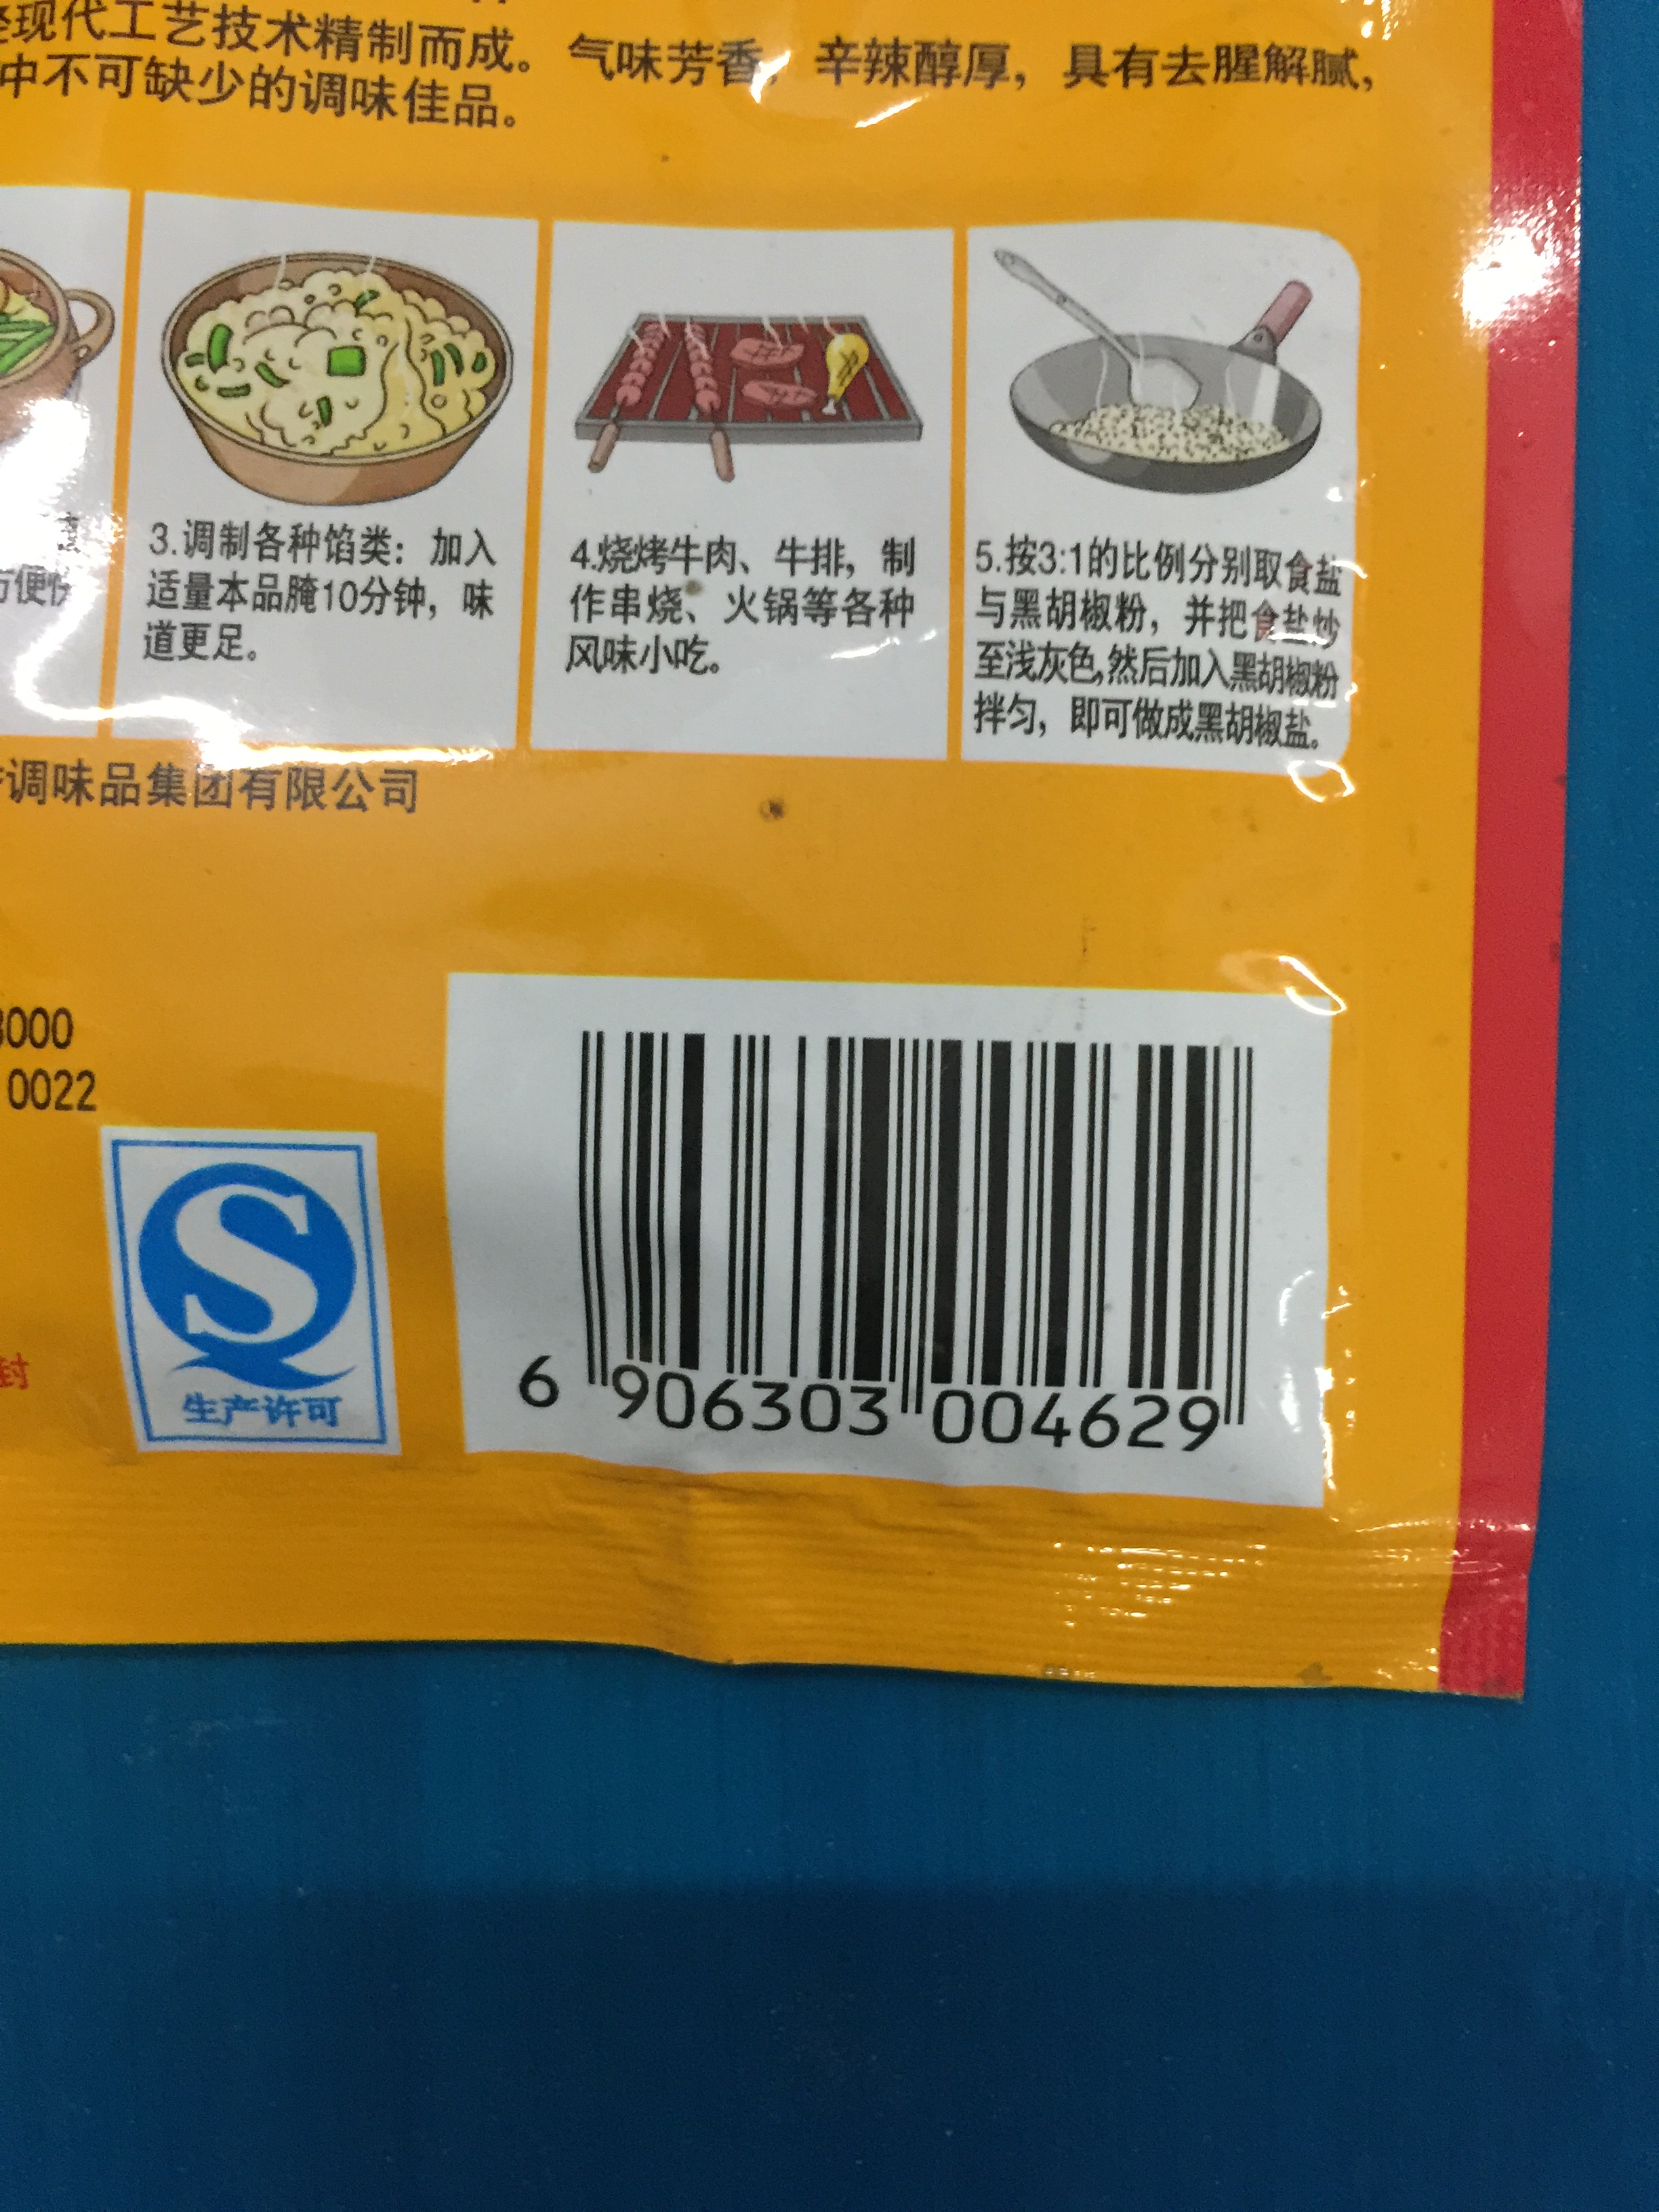 现代工艺技术精制而成。气味芳香，辛辣醇厚，具有去腥解腻，
中不可缺少的调味佳品。
方便快
3.调制各种馅类：加入
适量本品腌10分钟，味
道更足。
4.烧烤牛肉、牛排，制
作串烧、火锅等各种
风味小吃。
5.按3:1的比例分别取食盐
与黑胡椒粉，并把食盐炒
至浅灰色,然后加入黑胡椒粉
拌匀，即可做成黑胡椒盐。
调味品集团有限公司
3000
0022
封
生产许可
6 906303 004629